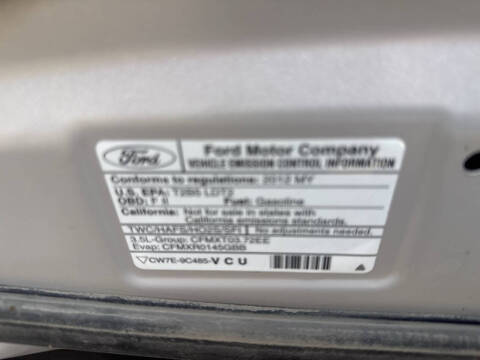 Ford
Ford Motor Company
VEHICLE EMISSION CONTROL INFORMATION
Conforms to regulations: 2012 MY
U.S. EPA: T2B5 LDT2
OBD: F II Fuel: Gasoline
California: Not for sale in states with
California emissions standards.
TWC/HAFS/HO2S/SFI No adjustments needed.
3.5L-Group: CFMXT03.72EE
Evap: CFMXR0145GBB
CW7E-9C485-VCU